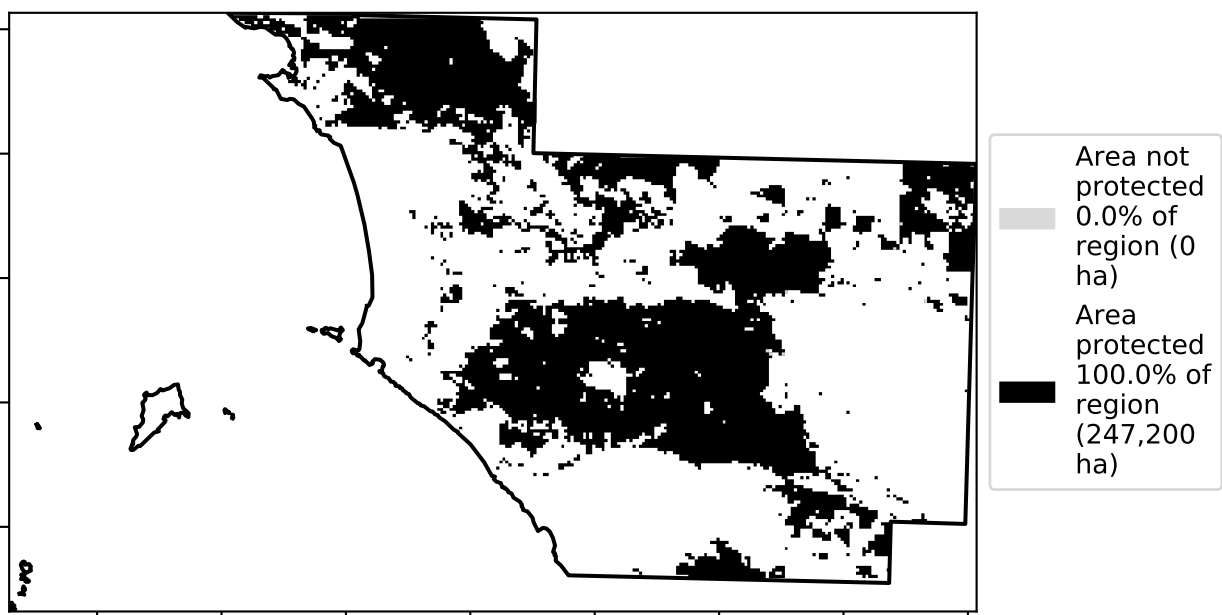 Area not
protected
0.0% of
region (0
ha)
Area
protected
100.0% of
region
(247,200
ha)